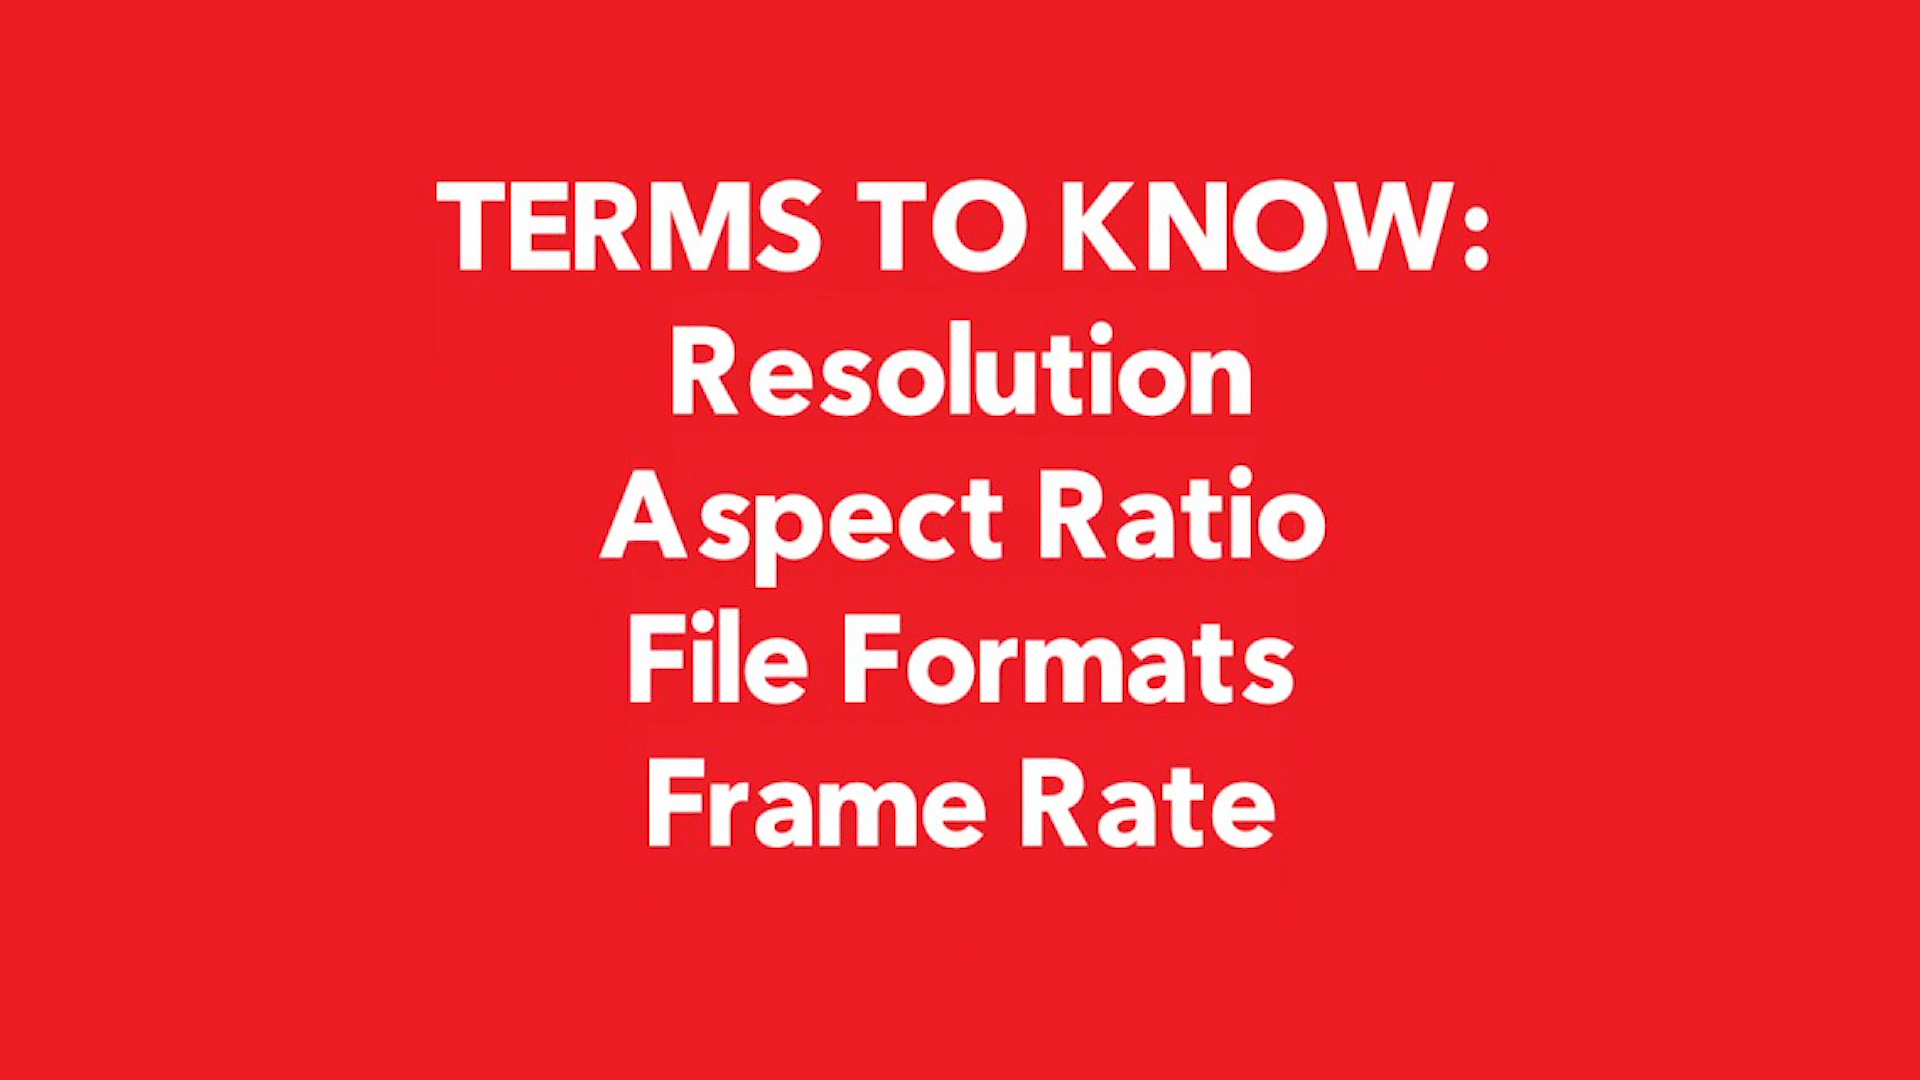 TERMS TO KNOW:
Resolution
Aspect Ratio
File Formats
Frame Rate